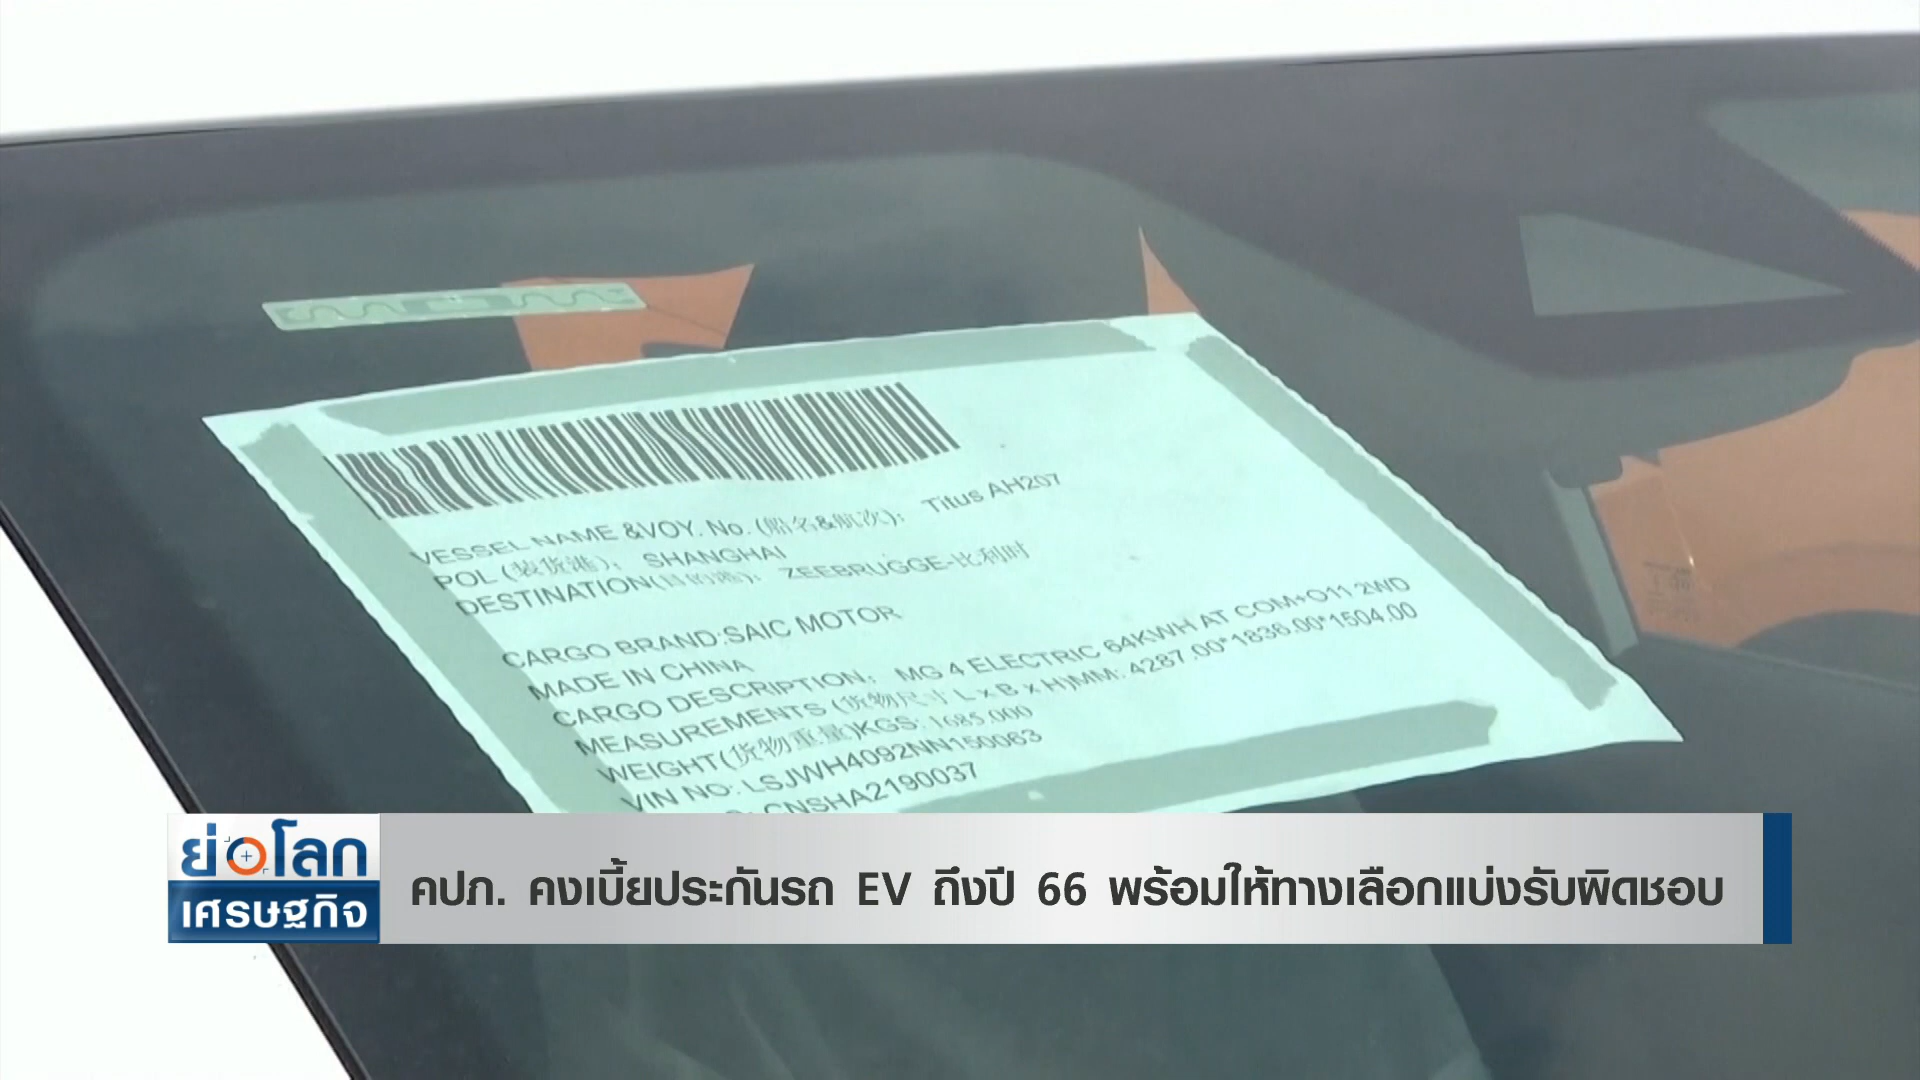 VESSEL NAME &VOY. No. (船名&航次): Titus AH207
POL (装货港): SHANGHAI
DESTINATION(目的港): ZEEBRUGGE-比利时
CARGO BRAND:SAIC MOTOR
MADE IN CHINA
CARGO DESCRIPTION: MG 4 ELECTRIC 64KWH AT COM+O11 2WD
MEASUREMENTS (货物尺寸 L x B x H)MM: 4287.00*1836.00*1504.00
WEIGHT(货物重量)KGS: 1685.000
VIN NO: LSJWH4092NN150063
CNSHA2190037
ย่อโลก
เศรษฐกิจ
คปภ. คงเบี้ยประกันรถ EV ถึงปี 66 พร้อมให้ทางเลือกแบ่งรับผิดชอบ